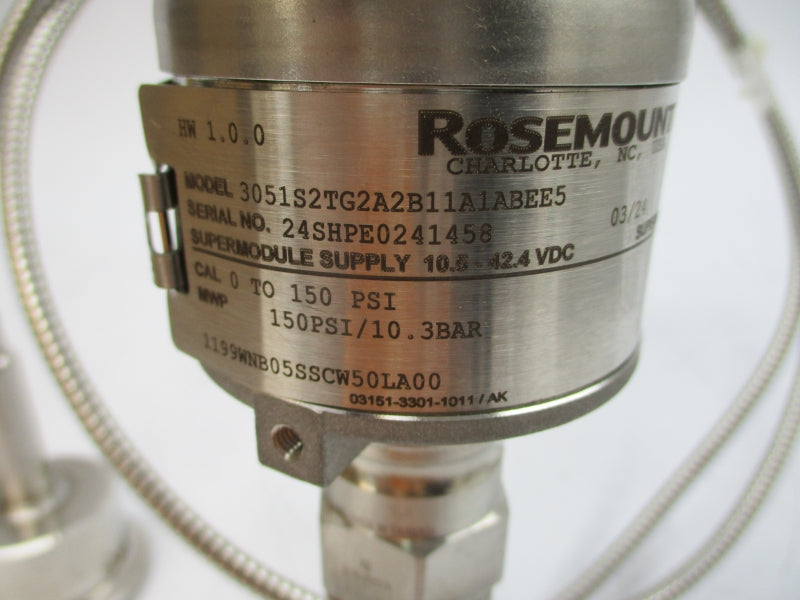 HW 1.0.0
ROSEMOUNT
CHARLOTTE, NC,
MODEL 3051S2TG2A2B11A1ABEE5
SERIAL NO. 24SHPE0241458
03/24
SUPERMODULE SUPPLY 10.5 - 42.4 VDC
CAL 0 TO 150 PSI
MWP 150PSI/10.3BAR
1199WNB05SSCW50LA00
03151-3301-1011 / AK